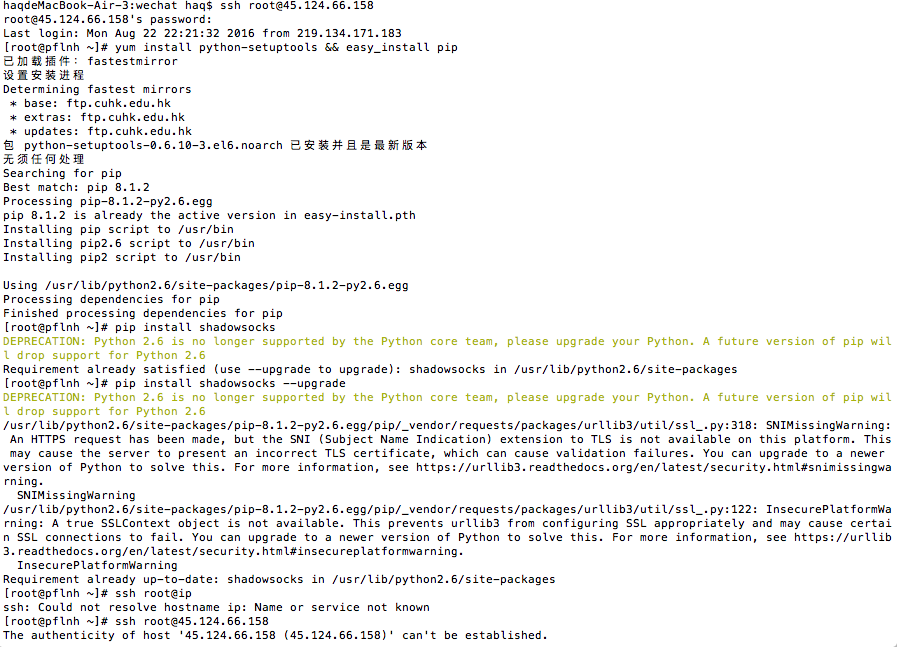 haqdeMacBook-Air-3:wechat haq$ ssh root@45.124.66.158
root@45.124.66.158's password:
Last login: Mon Aug 22 22:21:32 2016 from 219.134.171.183
[root@pflnh ~]# yum install python-setuptools && easy_install pip
已加载插件：fastestmirror
设置安装进程
Determining fastest mirrors
 * base: ftp.cuhk.edu.hk
 * extras: ftp.cuhk.edu.hk
 * updates: ftp.cuhk.edu.hk
包 python-setuptools-0.6.10-3.el6.noarch 已安装并且是最新版本
无须任何处理
Searching for pip
Best match: pip 8.1.2
Processing pip-8.1.2-py2.6.egg
pip 8.1.2 is already the active version in easy-install.pth
Installing pip script to /usr/bin
Installing pip2.6 script to /usr/bin
Installing pip2 script to /usr/bin

Using /usr/lib/python2.6/site-packages/pip-8.1.2-py2.6.egg
Processing dependencies for pip
Finished processing dependencies for pip
[root@pflnh ~]# pip install shadowsocks
DEPRECATION: Python 2.6 is no longer supported by the Python core team, please upgrade your Python. A future version of pip wil
l drop support for Python 2.6
Requirement already satisfied (use --upgrade to upgrade): shadowsocks in /usr/lib/python2.6/site-packages
[root@pflnh ~]# pip install shadowsocks --upgrade
DEPRECATION: Python 2.6 is no longer supported by the Python core team, please upgrade your Python. A future version of pip wil
l drop support for Python 2.6
/usr/lib/python2.6/site-packages/pip-8.1.2-py2.6.egg/pip/_vendor/requests/packages/urllib3/util/ssl_.py:318: SNIMissingWarning:
 An HTTPS request has been made, but the SNI (Subject Name Indication) extension to TLS is not available on this platform. This
 may cause the server to present an incorrect TLS certificate, which can cause validation failures. You can upgrade to a newer
version of Python to solve this. For more information, see https://urllib3.readthedocs.org/en/latest/security.html#snimissingwa
rning.
  SNIMissingWarning
/usr/lib/python2.6/site-packages/pip-8.1.2-py2.6.egg/pip/_vendor/requests/packages/urllib3/util/ssl_.py:122: InsecurePlatformWa
rning: A true SSLContext object is not available. This prevents urllib3 from configuring SSL appropriately and may cause certai
n SSL connections to fail. You can upgrade to a newer version of Python to solve this. For more information, see https://urllib
3.readthedocs.org/en/latest/security.html#insecureplatformwarning.
  InsecurePlatformWarning
Requirement already up-to-date: shadowsocks in /usr/lib/python2.6/site-packages
[root@pflnh ~]# ssh root@ip
ssh: Could not resolve hostname ip: Name or service not known
[root@pflnh ~]# ssh root@45.124.66.158
The authenticity of host '45.124.66.158 (45.124.66.158)' can't be established.